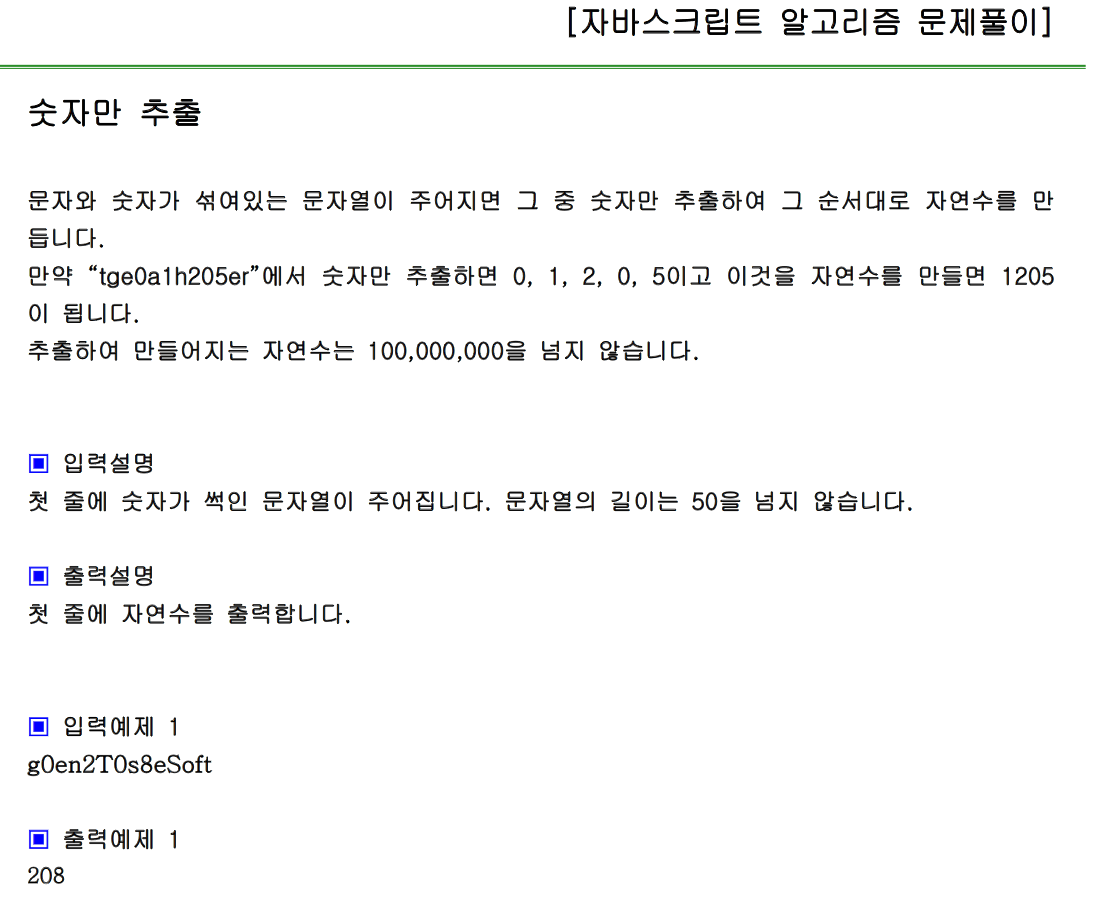 [자바스크립트 알고리즘 문제풀이]
숫자만 추출
문자와 숫자가 섞여있는 문자열이 주어지면 그 중 숫자만 추출하여 그 순서대로 자연수를 만
듭니다.
만약 “tge0a1h205er”에서 숫자만 추출하면 0, 1, 2, 0, 5이고 이것을 자연수를 만들면 1205
이 됩니다.
추출하여 만들어지는 자연수는 100,000,000을 넘지 않습니다.
▣ 입력설명
첫 줄에 숫자가 썩인 문자열이 주어집니다. 문자열의 길이는 50을 넘지 않습니다.
▣ 출력설명
첫 줄에 자연수를 출력합니다.
▣ 입력예제 1
g0en2T0s8eSoft
▣ 출력예제 1
208